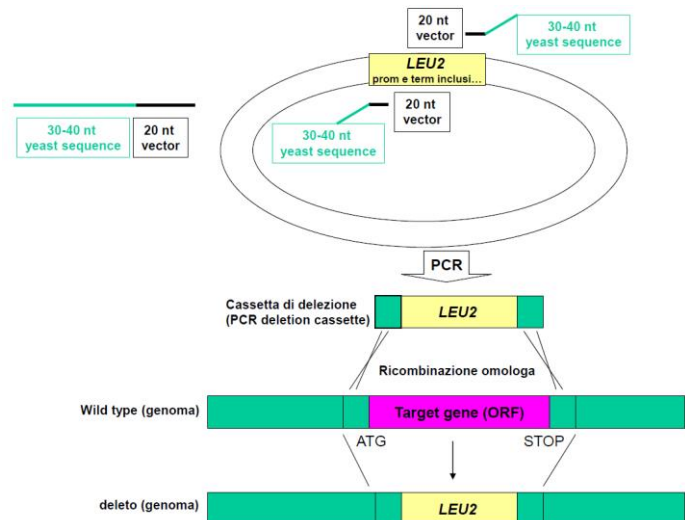 20 nt
vector
30-40 nt
yeast sequence
LEU2
prom e term inclusi…
20 nt
vector
30-40 nt
yeast sequence
30-40 nt
yeast sequence
20 nt
vector
PCR
Cassetta di delezione
(PCR deletion cassette)
LEU2
Ricombinazione omologa
Wild type (genoma)
Target gene (ORF)
ATG
STOP
deleto (genoma)
LEU2